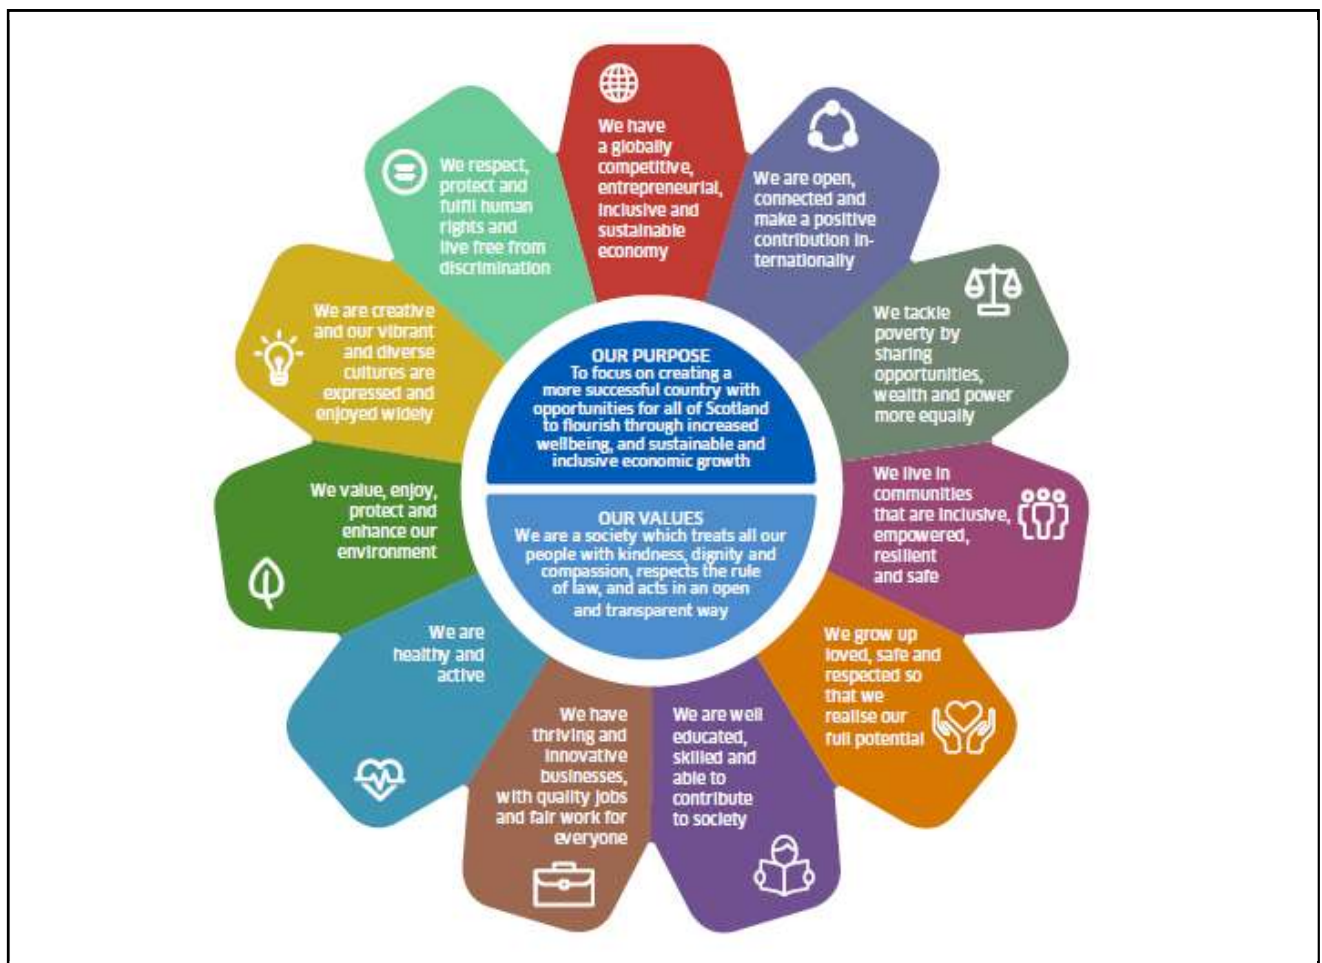 We have
a globally
competitive,
entrepreneurial,
inclusive and
sustainable
economy
We are open,
connected and
make a positive
contribution in-
ternationally
We tackle
poverty by
sharing
opportunities,
wealth and power
more equally
We live in
communities
that are inclusive,
empowered,
resilient
and safe
We grow up
loved, safe and
respected so
that we
realise our
full potential
We are well
educated,
skilled and
able to
contribute
to society
We have
thriving and
innovative
businesses,
with quality jobs
and fair work for
everyone
We are
healthy and
active
We value, enjoy,
protect and
enhance our
environment
We are creative
and our vibrant
and diverse
cultures are
expressed and
enjoyed widely
We respect,
protect and
fulfil human
rights and
live free from
discrimination
OUR PURPOSE
To focus on creating a
more successful country with
opportunities for all of Scotland
to flourish through increased
wellbeing, and sustainable and
inclusive economic growth
OUR VALUES
We are a society which treats all our
people with kindness, dignity and
compassion, respects the rule
of law, and acts in an open
and transparent way